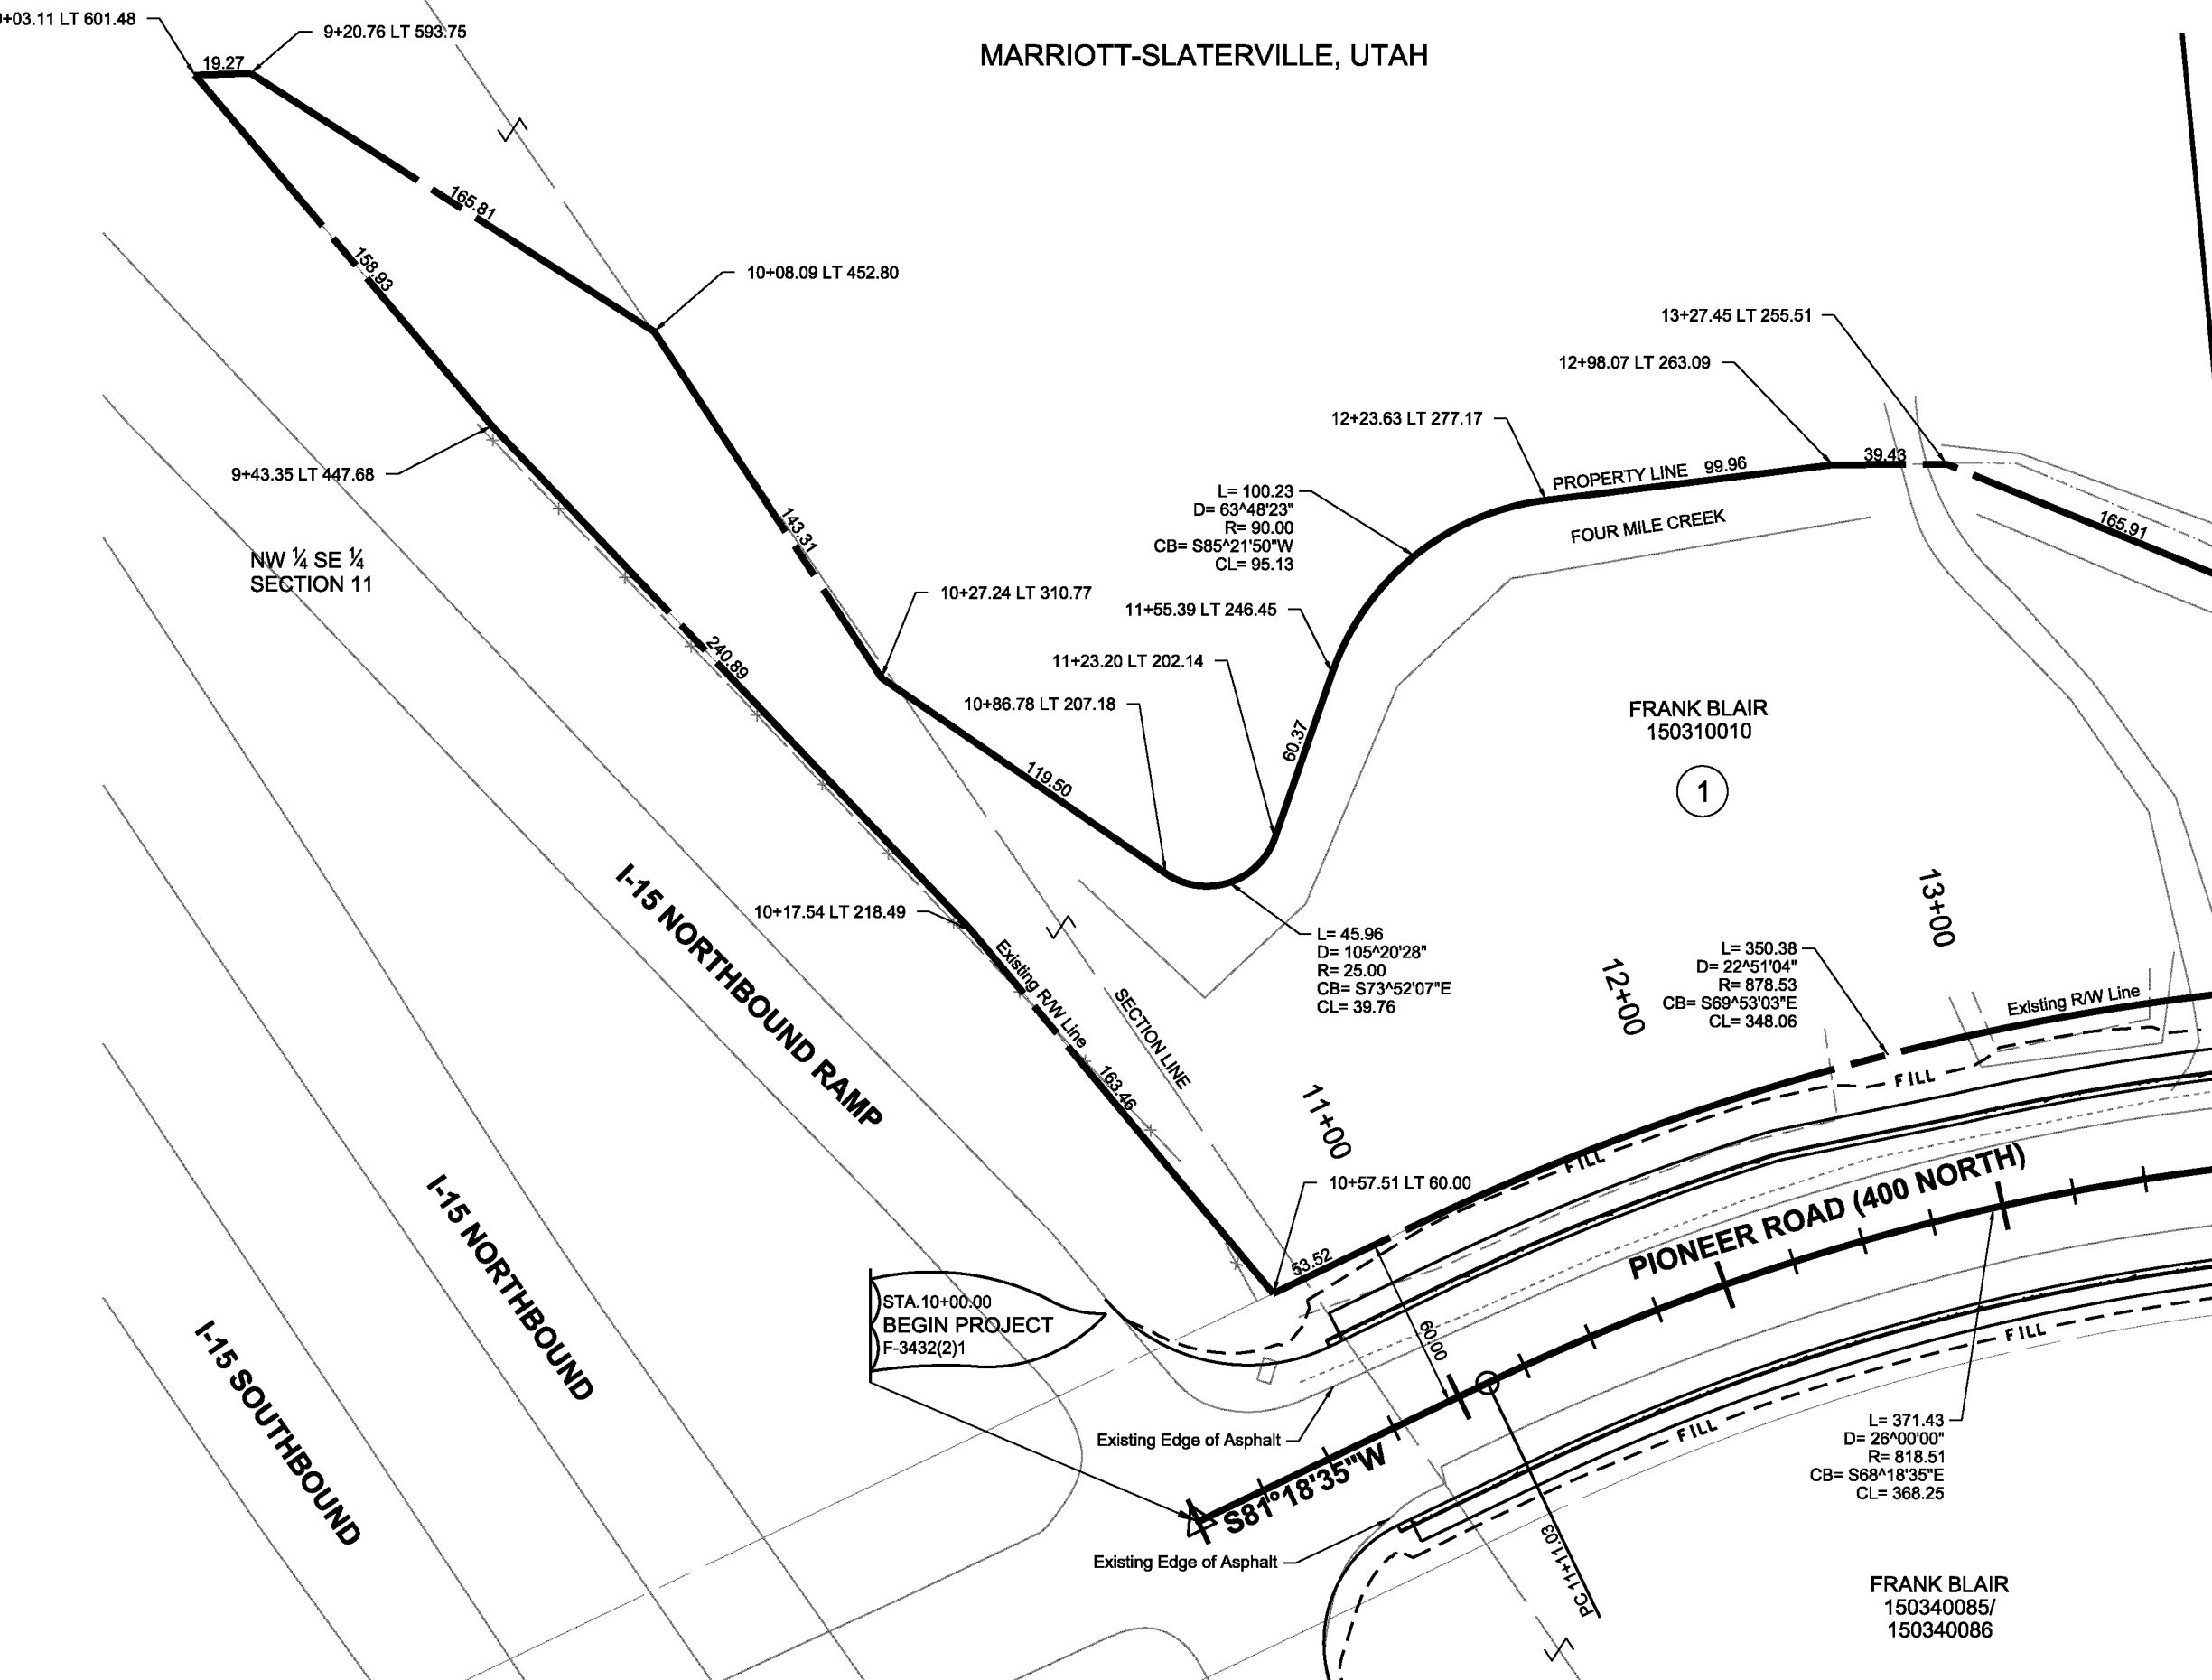 +03.11 LT 601.48
9+20.76 LT 593.75
MARRIOTT-SLATERVILLE, UTAH
19.27
165.81
158.93
10+08.09 LT 452.80
13+27.45 LT 255.51
12+98.07 LT 263.09
12+23.63 LT 277.17
9+43.35 LT 447.68
PROPERTY LINE 99.96
39.43
165.91
L= 100.23
D= 63^48'23"
R= 90.00
CB= S85^21'50"W
CL= 95.13
FOUR MILE CREEK
143.31
NW ¼ SE ¼
SECTION 11
10+27.24 LT 310.77
11+55.39 LT 246.45
240.89
11+23.20 LT 202.14
10+86.78 LT 207.18
60.37
119.50
FRANK BLAIR
150310010
1
10+17.54 LT 218.49
I-15 NORTHBOUND RAMP
Existing R/W Line
SECTION LINE
163.46
L= 45.96
D= 105^20'28"
R= 25.00
CB= S73^52'07"E
CL= 39.76
11+00
12+00
13+00
L= 350.38
D= 22^51'04"
R= 878.53
CB= S69^53'03"E
CL= 348.06
Existing R/W Line
FILL
FILL
10+57.51 LT 60.00
53.52
PIONEER ROAD (400 NORTH)
I-15 NORTHBOUND
I-15 SOUTHBOUND
STA.10+00.00
BEGIN PROJECT
F-3432(2)1
60.00
FILL
FILL
Existing Edge of Asphalt
S81°18'35"W
L= 371.43
D= 26^00'00"
R= 818.51
CB= S68^18'35"E
CL= 368.25
Existing Edge of Asphalt
PC 11+11.03
FRANK BLAIR
150340085/
150340086